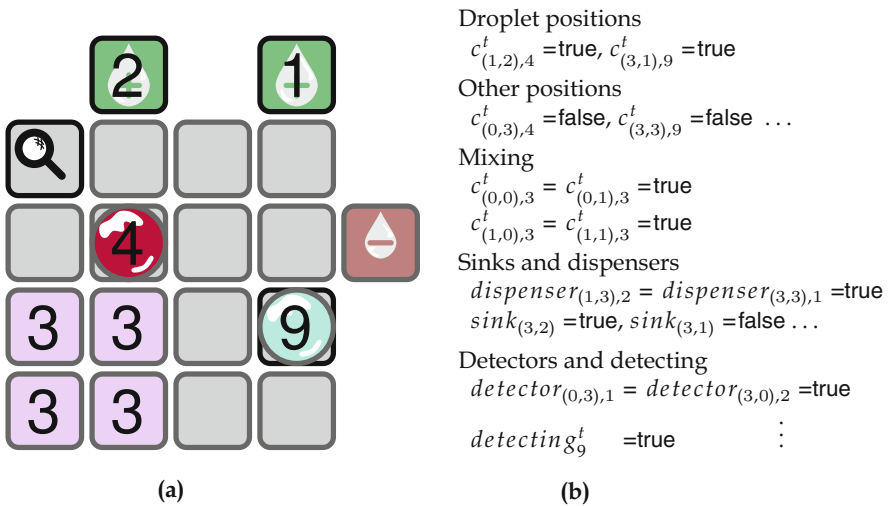 2 1
4
3 3 9
3 3
(a)
Droplet positions
c^t_{(1,2),4} =true, c^t_{(3,1),9} =true
Other positions
c^t_{(0,3),4} =false, c^t_{(3,3),9} =false ...
Mixing
c^t_{(0,0),3} = c^t_{(0,1),3} =true
c^t_{(1,0),3} = c^t_{(1,1),3} =true
Sinks and dispensers
dispenser_{(1,3),2} = dispenser_{(3,3),1} =true
sink_{(3,2)} =true, sink_{(3,1)} =false ...
Detectors and detecting
detector_{(0,3),1} = detector_{(3,0),2} =true
detecting^t_9 =true ⋮
(b)